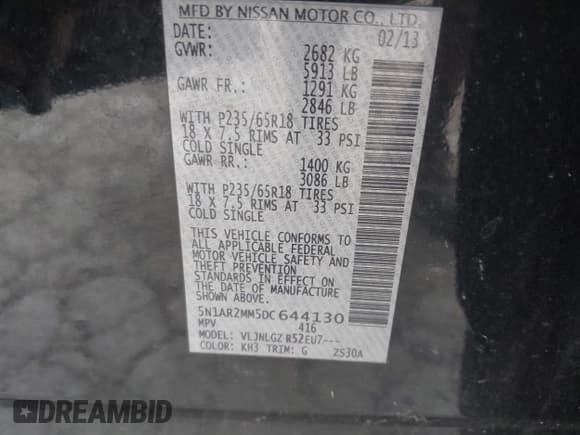 MFD BY NISSAN MOTOR CO., LTD.
DATE: 02/13
GVWR: 2682 KG
5913 LB
GAWR FR.: 1291 KG
2846 LB
WITH P235/65R18 TIRES
18 X 7.5 RIMS AT 33 PSI
COLD SINGLE
GAWR RR.: 1400 KG
3086 LB
WITH P235/65R18 TIRES
18 X 7.5 RIMS AT 33 PSI
COLD SINGLE
THIS VEHICLE CONFORMS TO
ALL APPLICABLE FEDERAL
MOTOR VEHICLE SAFETY AND
THEFT PREVENTION
STANDARDS IN EFFECT ON
THE DATE OF MANUFACTURE
SHOWN ABOVE
5N1AR2MM5DC644130
MPV 416
MODEL: VLJNLGZ R52EU7---
COLOR: KH3 TRIM: G 2S30A
DREAMBID